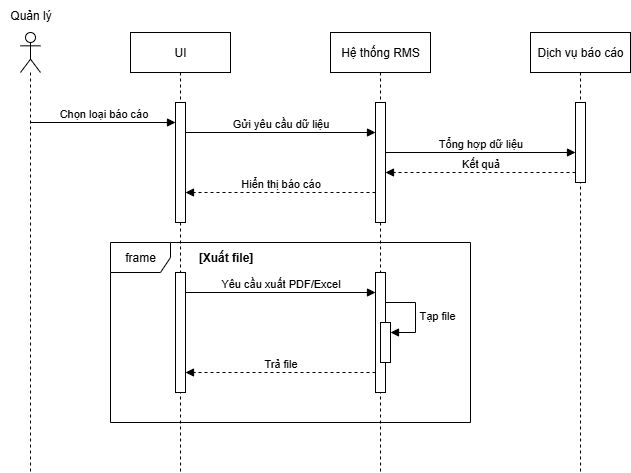 Quản lý
UI
Hệ thống RMS
Dịch vụ báo cáo
Chọn loại báo cáo
Gửi yêu cầu dữ liệu
Tổng hợp dữ liệu
Kết quả
Hiển thị báo cáo
frame
[Xuất file]
Yêu cầu xuất PDF/Excel
Tạp file
Trả file